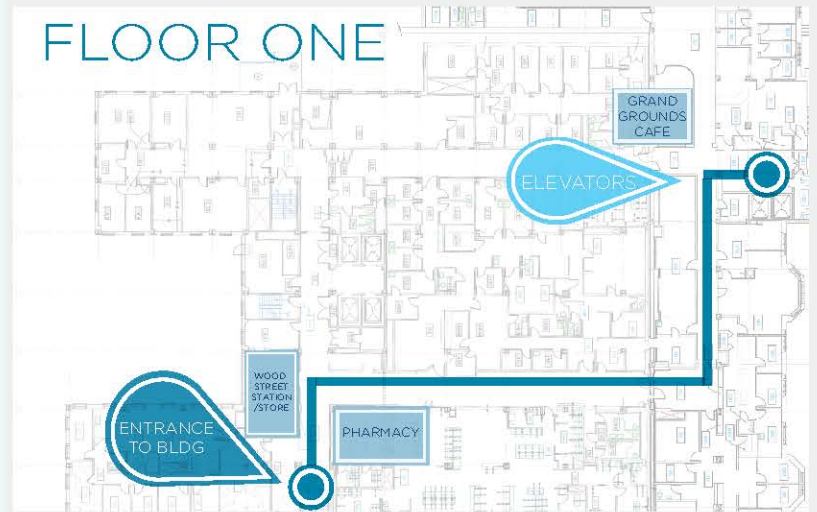 FLOOR ONE
GRAND
GROUNDS
CAFE
ELEVATORS
WOOD
STREET
STATION
/STORE
ENTRANCE
TO BLDG
PHARMACY